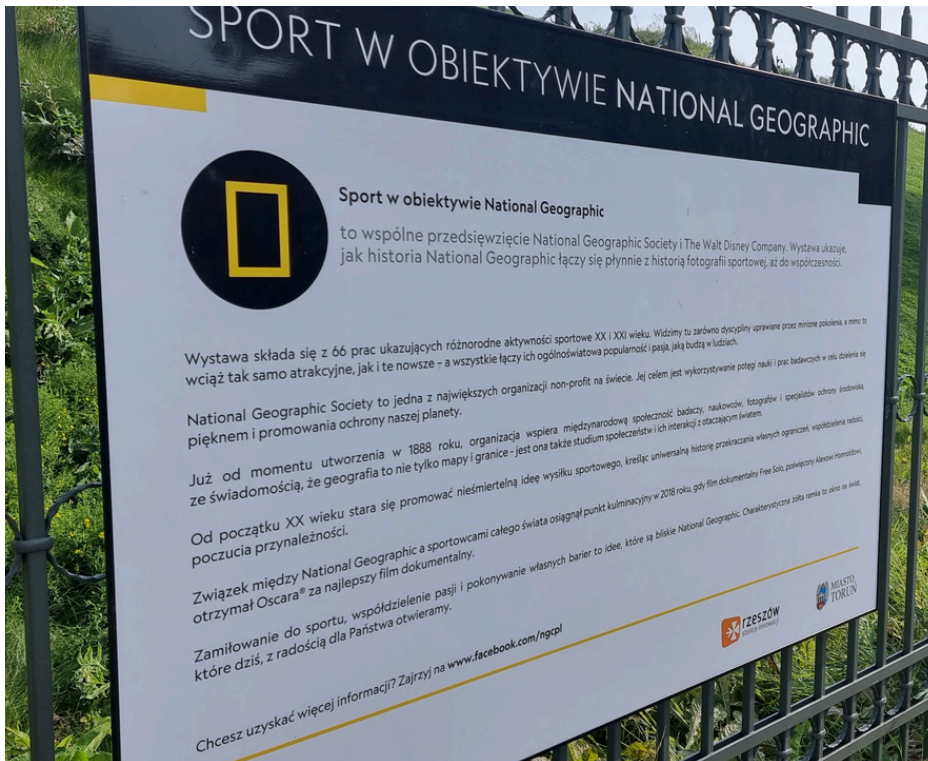 SPORT W OBIEKTYWIE NATIONAL GEOGRAPHIC
Sport w obiektywie National Geographic
to wspólne przedsięwzięcie National Geographic Society i The Walt Disney Company. Wystawa ukazuje,
jak historia National Geographic łączy się płynnie z historią fotografii sportowej, aż do współczesności.
Wystawa składa się z 66 prac ukazujących różnorodne aktywności sportowe XX i XXI wieku. Widzimy tu zarówno dyscypliny uprawiane przez minione pokolenia, a mimo to
wciąż tak samo atrakcyjne, jak i te nowsze – a wszystkie łączy ich ogólnoświatowa popularność i pasja, jaką budzą w ludziach.
National Geographic Society to jedna z największych organizacji non-profit na świecie. Jej celem jest wykorzystywanie potęgi nauki i prac badawczych w celu dzielenia się
pięknem i promowania ochrony naszej planety.
Już od momentu utworzenia w 1888 roku, organizacja wspiera międzynarodową społeczność badaczy, naukowców, fotografów i specjalistów ochrony środowiska,
ze świadomością, że geografia to nie tylko mapy i granice - jest ona także studium społeczeństw i ich interakcji z otaczającym światem.
Od początku XX wieku stara się promować nieśmiertelną ideę wysiłku sportowego, kreśląc uniwersalną historię przekraczania własnych ograniczeń, współdzielenia radości,
poczucia przynależności.
Związek między National Geographic a sportowcami całego świata osiągnął punkt kulminacyjny w 2018 roku, gdy film dokumentalny Free Solo, poświęcony Alexowi Honnoldowi,
otrzymał Oscara® za najlepszy film dokumentalny.
Zamiłowanie do sportu, współdzielenie pasji i pokonywanie własnych barier to idee, które są bliskie National Geographic. Charakterystyczna żółta ramka to okno na świat,
które dziś, z radością dla Państwa otwieramy.
Chcesz uzyskać więcej informacji? Zajrzyj na www.facebook.com/ngcpl
rzeszów
stolica innowacji
MIASTO
TORUŃ